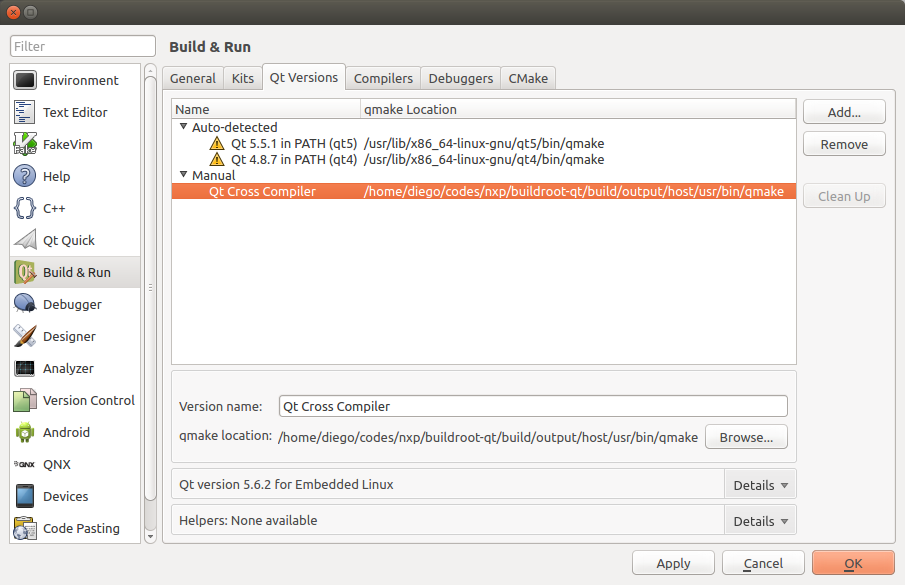 Filter
Build & Run
Environment
Text Editor
FakeVim
Help
C++
Qt Quick
Build & Run
Debugger
Designer
Analyzer
Version Control
Android
QNX
Devices
Code Pasting
General Kits Qt Versions Compilers Debuggers CMake
Name qmake Location
Auto-detected
Qt 5.5.1 in PATH (qt5) /usr/lib/x86_64-linux-gnu/qt5/bin/qmake
Qt 4.8.7 in PATH (qt4) /usr/lib/x86_64-linux-gnu/qt4/bin/qmake
Manual
Qt Cross Compiler /home/diego/codes/nxp/buildroot-qt/build/output/host/usr/bin/qmake
Add...
Remove
Clean Up
Version name: Qt Cross Compiler
qmake location: /home/diego/codes/nxp/buildroot-qt/build/output/host/usr/bin/qmake Browse...
Qt version 5.6.2 for Embedded Linux Details
Helpers: None available Details
Apply Cancel OK